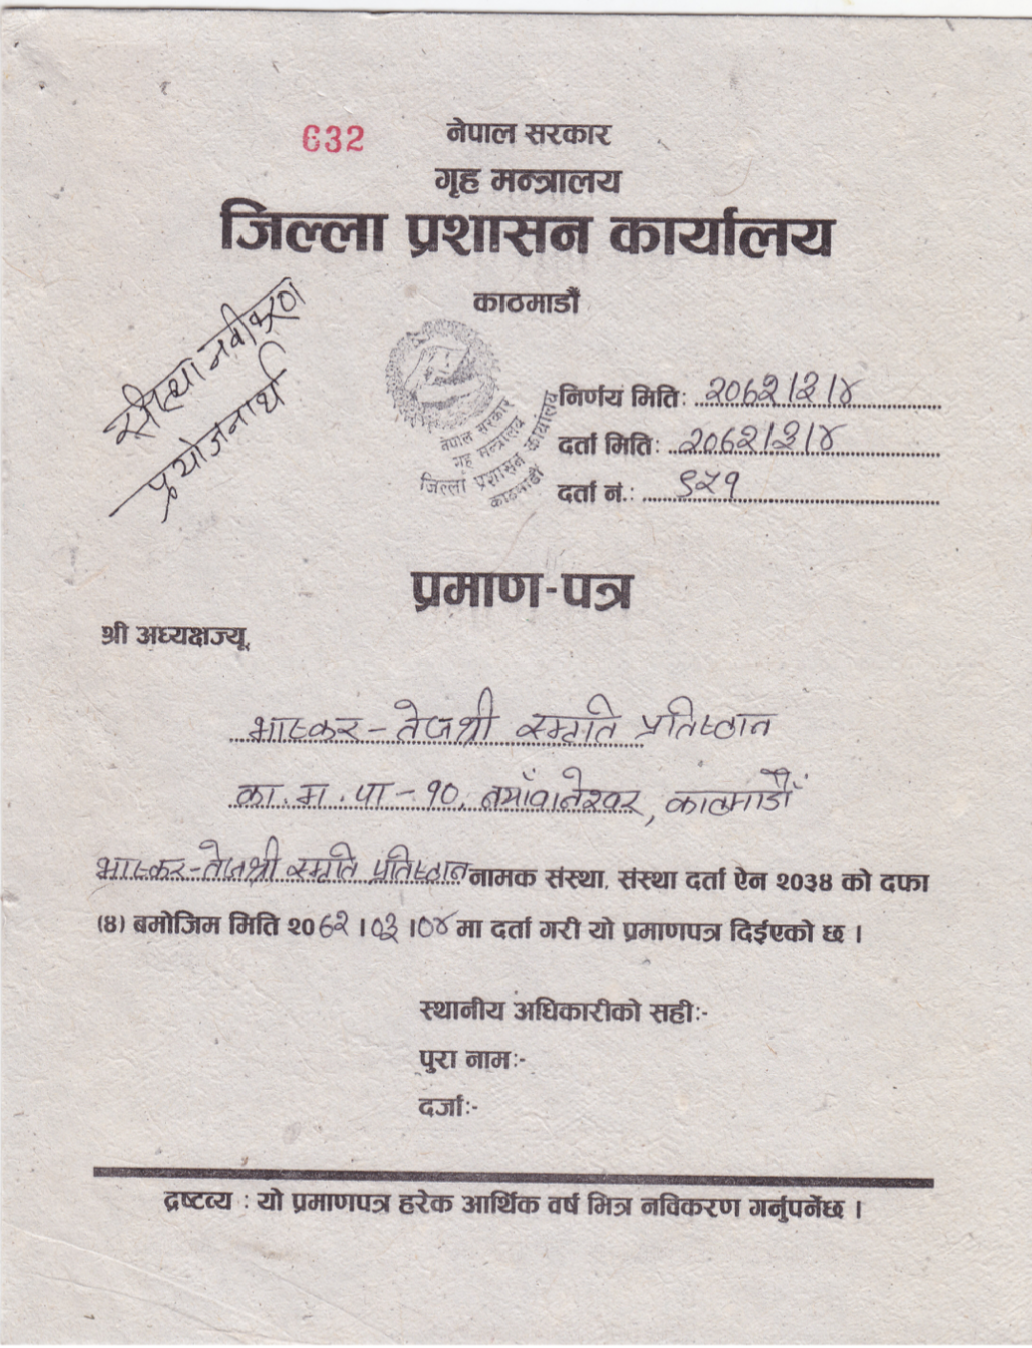 632
नेपाल सरकार
गृह मन्त्रालय
जिल्ला प्रशासन कार्यालय
काठमाडौं
नवीकरण
प्रयोजनार्थ
नेपाल सरकार
गृह मन्त्रालय
जिल्ला प्रशासन कार्यालय
काठमाडौं
निर्णय मिति: २०६२।३।४
दर्ता मिति: २०६२।३।४
दर्ता नं.: ९५१
प्रमाण-पत्र
श्री अध्यक्षज्यू,
भाष्कर-तेजश्री स्मृति प्रतिष्ठान
का.म.पा-१०, नयाँवानेश्वर, काठमाडौँ
भाष्कर-तेजश्री स्मृति प्रतिष्ठान नामक संस्था, संस्था दर्ता ऐन २०३४ को दफा
(४) बमोजिम मिति २०६२।०३।०४ मा दर्ता गरी यो प्रमाणपत्र दिईएको छ ।
स्थानीय अधिकारीको सही:-
पुरा नाम:-
दर्जा:-
द्रष्टव्य : यो प्रमाणपत्र हरेक आर्थिक वर्ष भित्र नविकरण गर्नुपर्नेछ ।